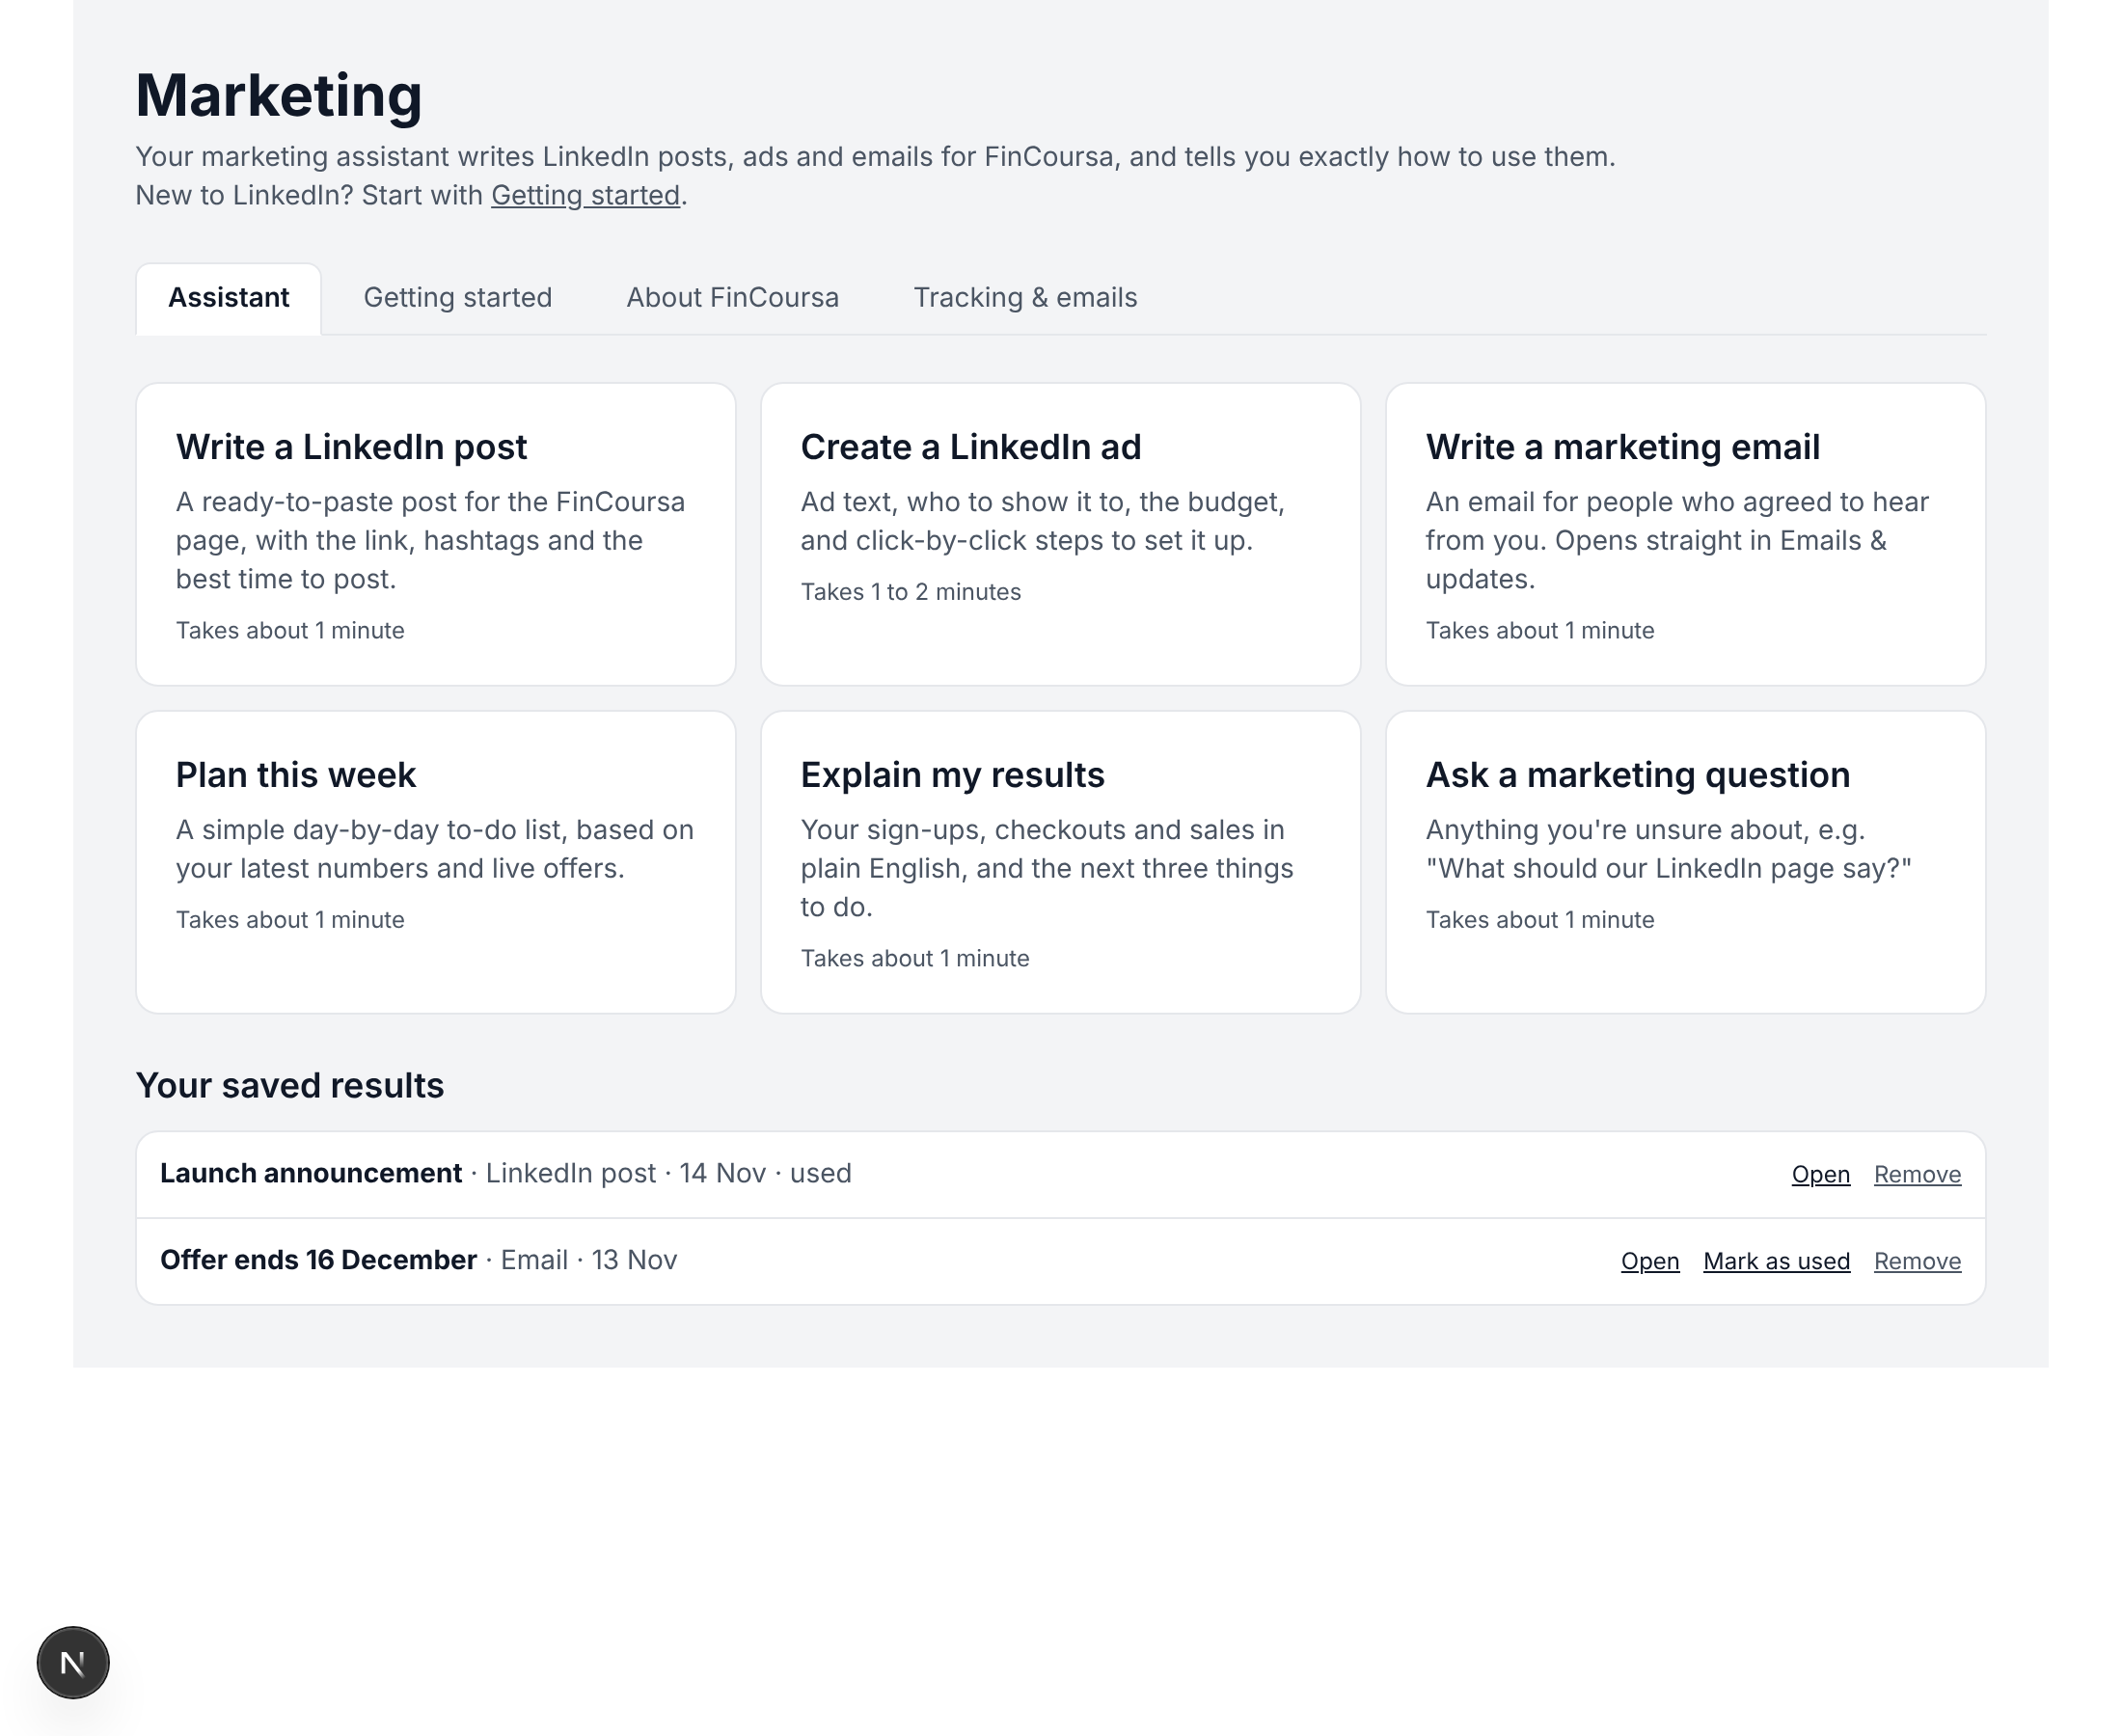 Marketing
Your marketing assistant writes LinkedIn posts, ads and emails for FinCoursa, and tells you exactly how to use them.
New to LinkedIn? Start with Getting started.
Assistant
Getting started
About FinCoursa
Tracking & emails
Write a LinkedIn post
A ready-to-paste post for the FinCoursa
page, with the link, hashtags and the
best time to post.
Takes about 1 minute
Create a LinkedIn ad
Ad text, who to show it to, the budget,
and click-by-click steps to set it up.
Takes 1 to 2 minutes
Write a marketing email
An email for people who agreed to hear
from you. Opens straight in Emails &
updates.
Takes about 1 minute
Plan this week
A simple day-by-day to-do list, based on
your latest numbers and live offers.
Takes about 1 minute
Explain my results
Your sign-ups, checkouts and sales in
plain English, and the next three things
to do.
Takes about 1 minute
Ask a marketing question
Anything you're unsure about, e.g.
"What should our LinkedIn page say?"
Takes about 1 minute
Your saved results
Launch announcement · LinkedIn post · 14 Nov · used
Open Remove
Offer ends 16 December · Email · 13 Nov
Open Mark as used Remove
N